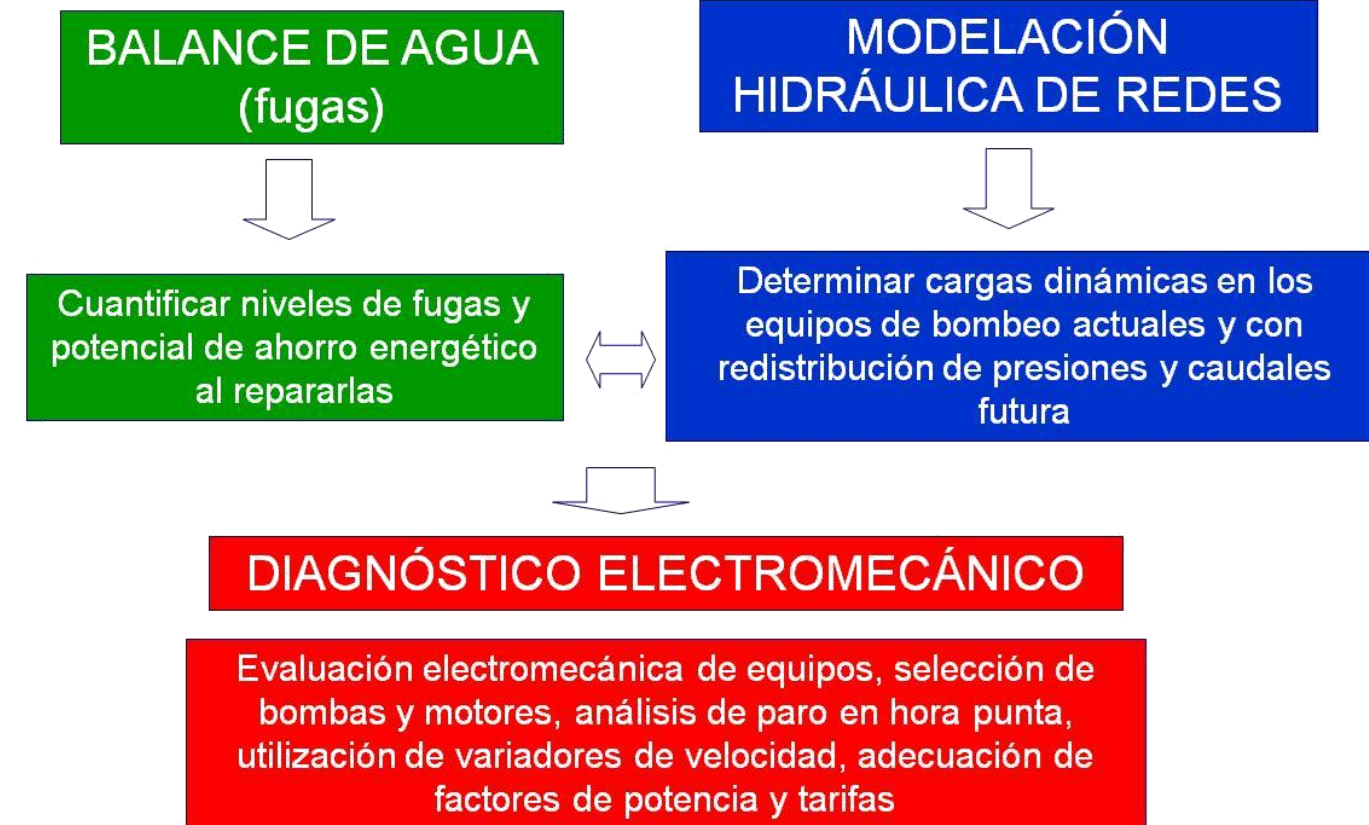 BALANCE DE AGUA
(fugas)
MODELACIÓN
HIDRÁULICA DE REDES
Cuantificar niveles de fugas y
potencial de ahorro energético
al repararlas
Determinar cargas dinámicas en los
equipos de bombeo actuales y con
redistribución de presiones y caudales
futura
DIAGNÓSTICO ELECTROMECÁNICO
Evaluación electromecánica de equipos, selección de
bombas y motores, análisis de paro en hora punta,
utilización de variadores de velocidad, adecuación de
factores de potencia y tarifas